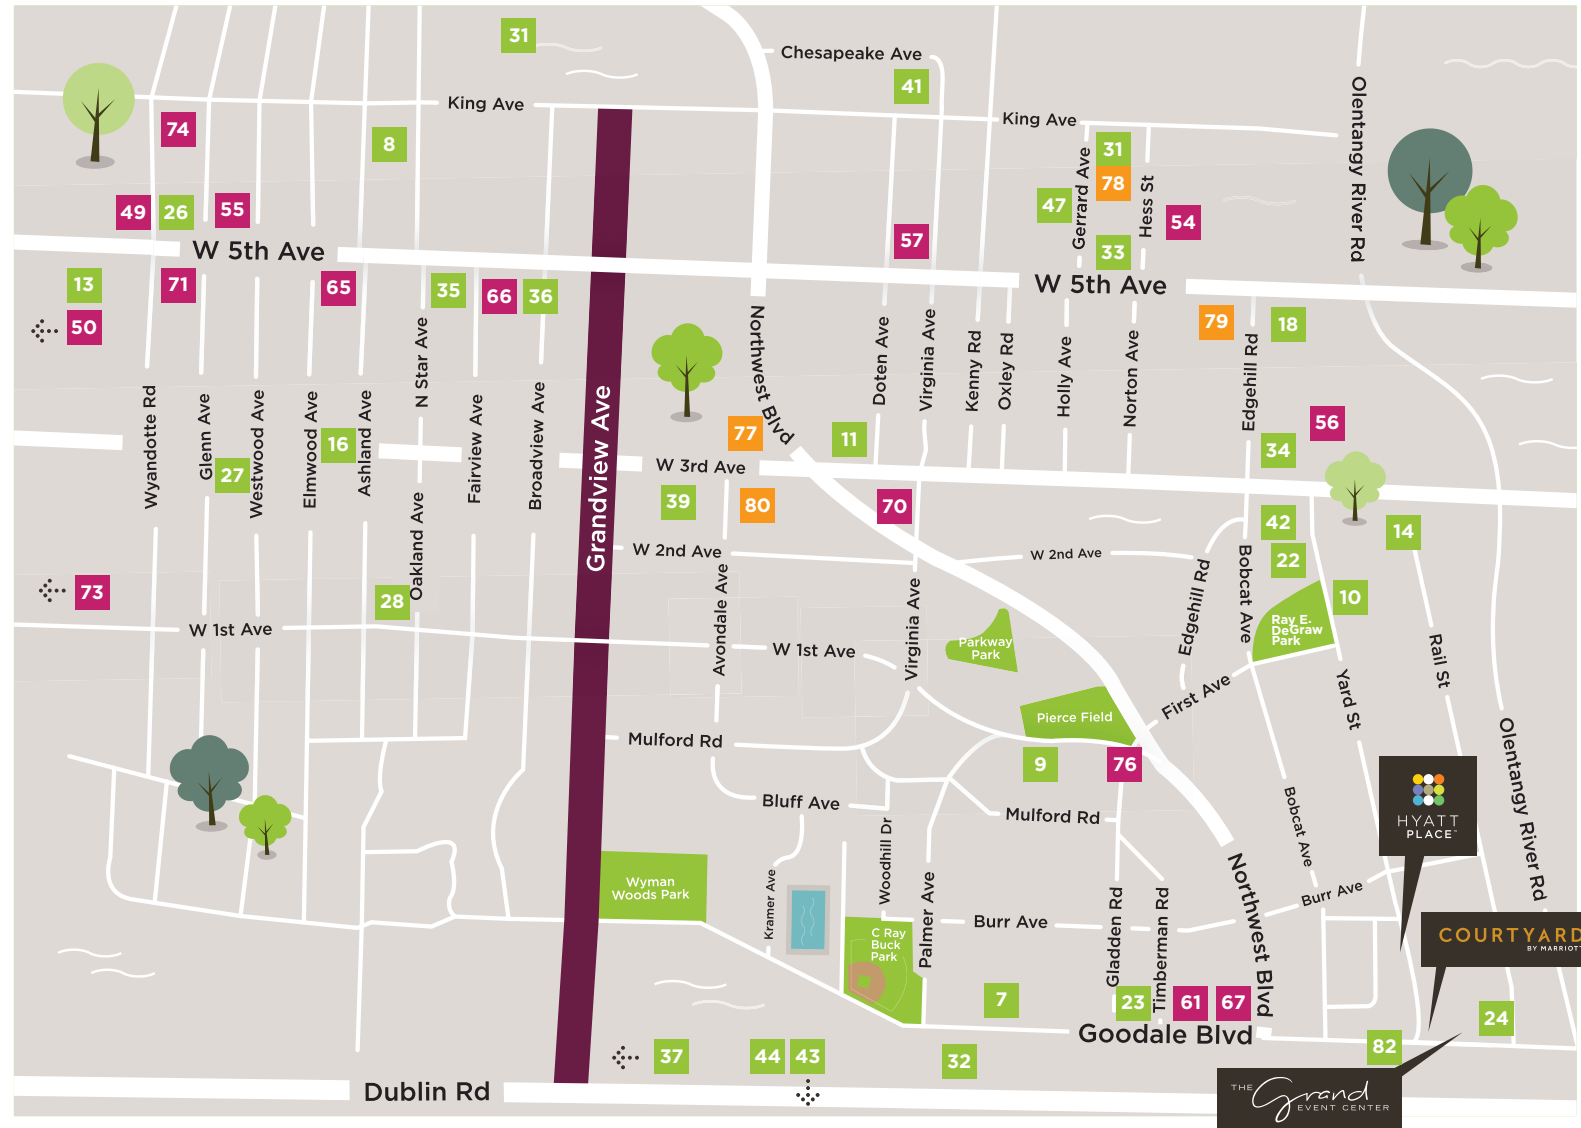 31
Chesapeake Ave
41
King Ave
King Ave
Olentangy River Rd
74
8
31
78
Gerrard Ave
Hess St
49
26
55
47
54
57
33
W 5th Ave
W 5th Ave
13
71
65
35
66
36
50
79
18
Northwest Blvd
Doten Ave
Virginia Ave
Kenny Rd
Oxley Rd
Holly Ave
Norton Ave
Edgehill Rd
N Star Ave
Wyandotte Rd
Glenn Ave
Westwood Ave
Elmwood Ave
Ashland Ave
Fairview Ave
Broadview Ave
Grandview Ave
56
77
11
16
34
27
W 3rd Ave
39
80
70
42
14
Oakland Ave
W 2nd Ave
W 2nd Ave
22
Bobcat Ave
Edgehill Rd
73
28
10
Avondale Ave
Virginia Ave
W 1st Ave
W 1st Ave
Parkway
Park
Ray E.
DeGraw
Park
Rail St
Yard St
First Ave
Pierce Field
Mulford Rd
9
76
Olentangy River Rd
Bluff Ave
Mulford Rd
Bobcat Ave
HYATT
PLACE™
Woodhill Dr
Palmer Ave
Kramer Ave
Wyman
Woods Park
C Ray
Buck
Park
Burr Ave
Burr Ave
Gladden Rd
Timberman Rd
Northwest Blvd
COURTYARD
BY MARRIOTT
7
23
61
67
24
Goodale Blvd
82
37
44
43
32
Dublin Rd
THE
Grand
EVENT CENTER